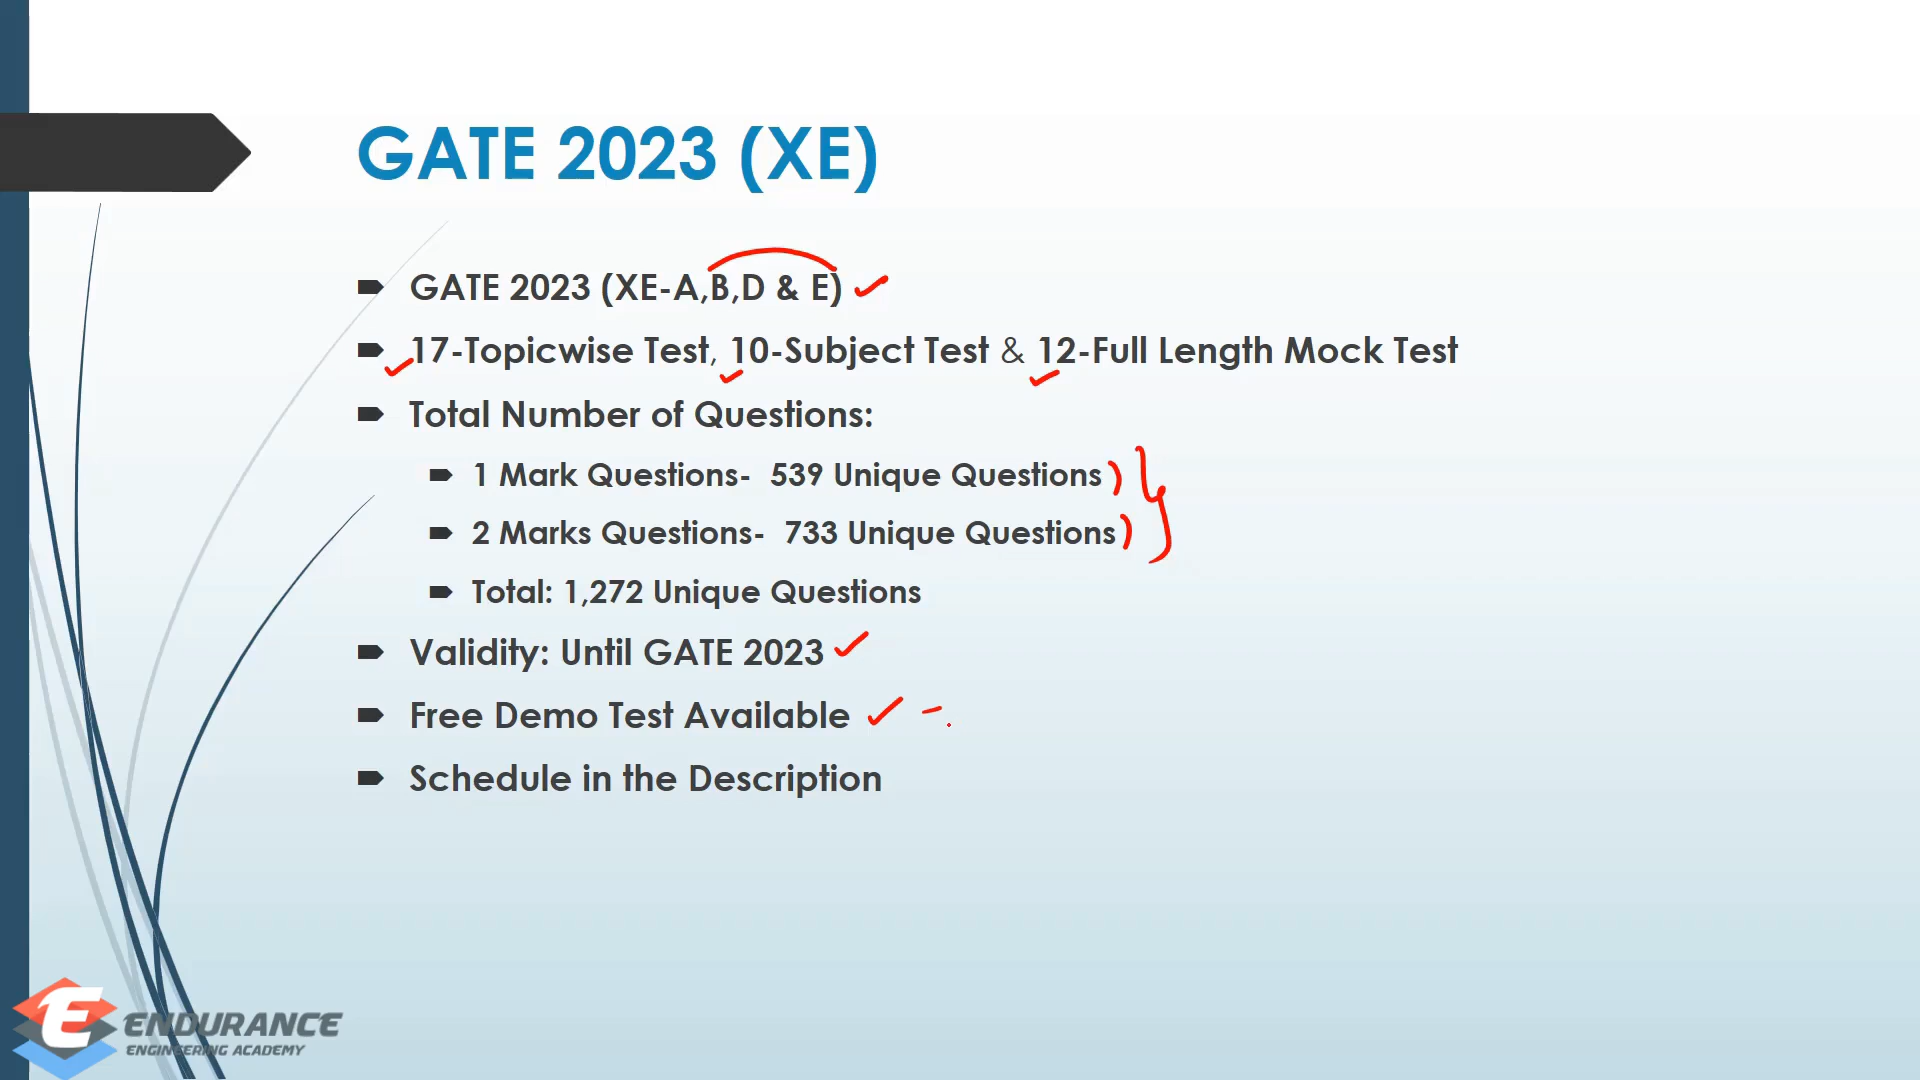 GATE 2023 (XE)
GATE 2023 (XE-A,B,D & E)
17-Topicwise Test, 10-Subject Test & 12-Full Length Mock Test
Total Number of Questions:
1 Mark Questions- 539 Unique Questions
2 Marks Questions- 733 Unique Questions
Total: 1,272 Unique Questions
Validity: Until GATE 2023
Free Demo Test Available
Schedule in the Description
E ENDURANCE
ENGINEERING ACADEMY